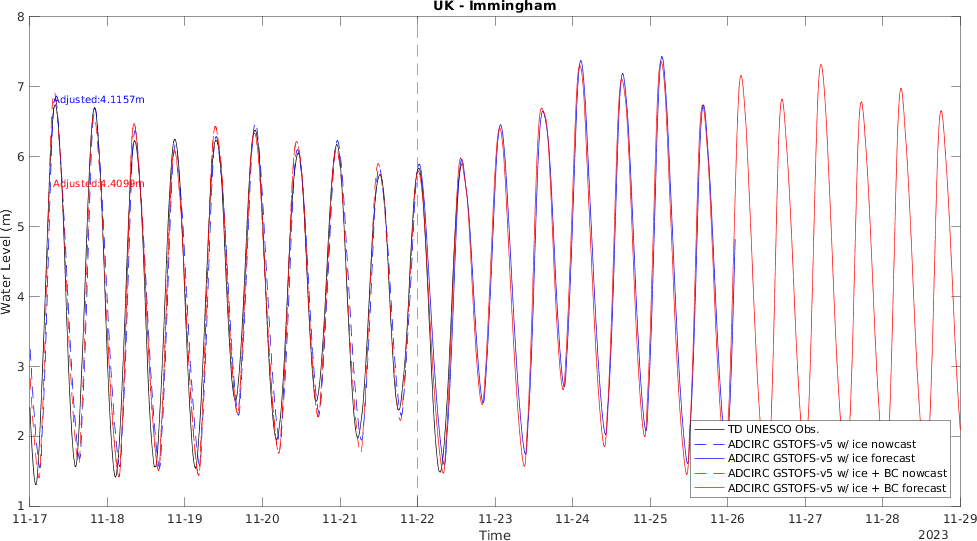 UK - Immingham
8
7
6
5
4
3
2
1
Water Level (m)
Adjusted:4.1157m
Adjusted:4.4099m
TD UNESCO Obs.
ADCIRC GSTOFS-v5 w/ ice nowcast
ADCIRC GSTOFS-v5 w/ ice forecast
ADCIRC GSTOFS-v5 w/ ice + BC nowcast
ADCIRC GSTOFS-v5 w/ ice + BC forecast
11-17 11-18 11-19 11-20 11-21 11-22 11-23 11-24 11-25 11-26 11-27 11-28 11-29
Time
2023